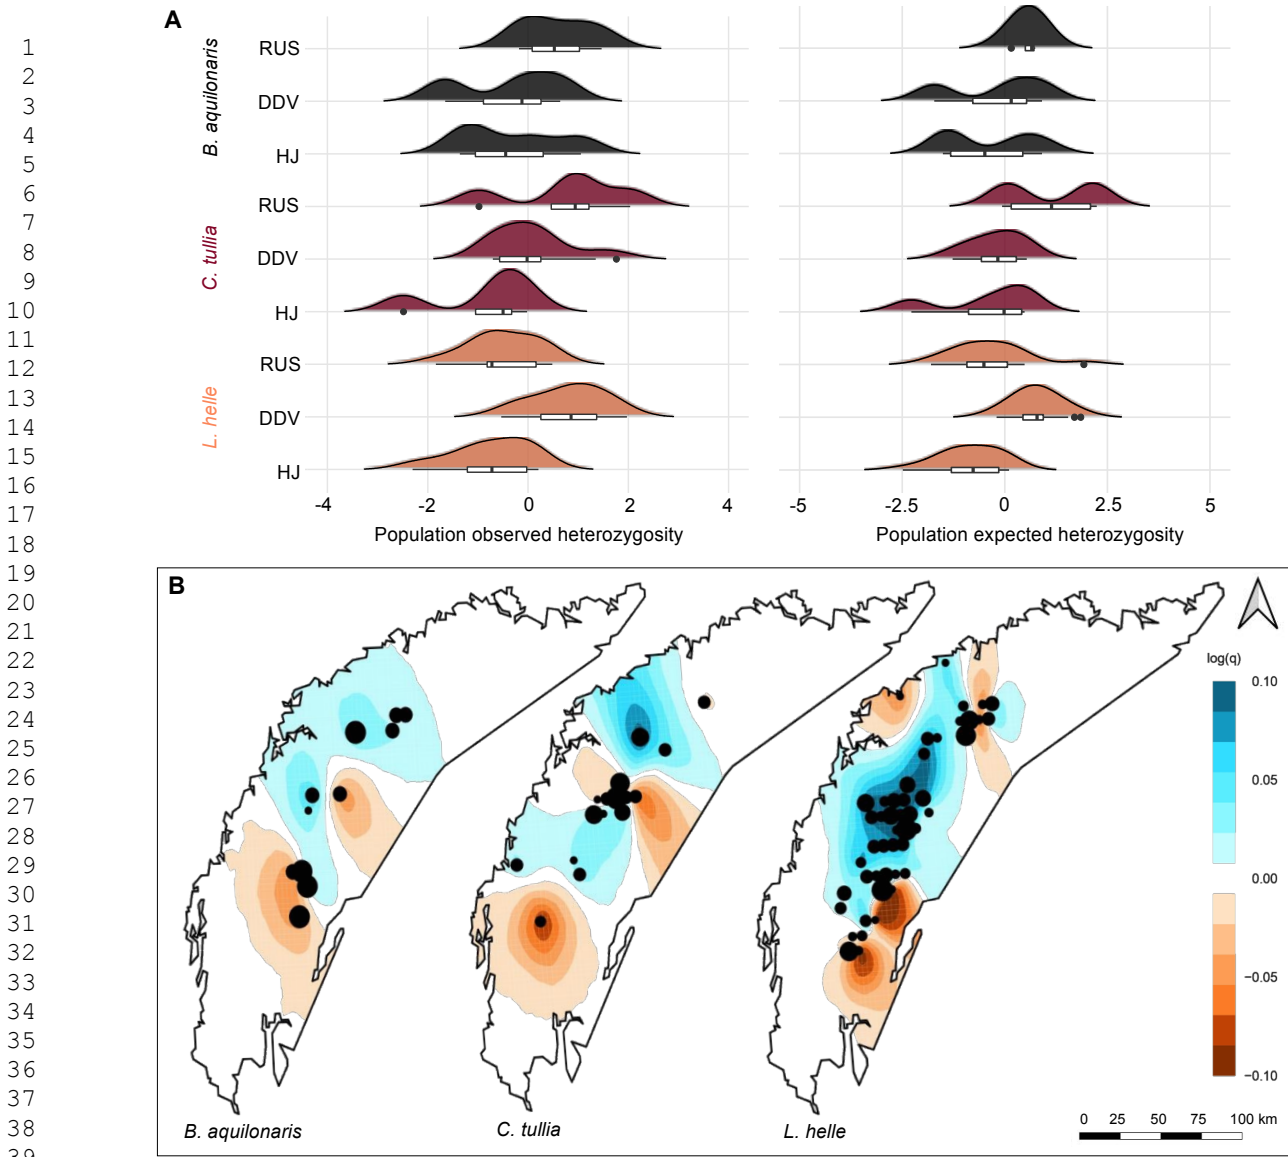 A
B. aquilonaris
RUS
DDV
HJ
C. tullia
RUS
DDV
HJ
L. helle
RUS
DDV
HJ
-4 -2 0 2 4
Population observed heterozygosity
-5 -2.5 0 2.5 5
Population expected heterozygosity
B
log(q)
0.10
0.05
0.00
−0.05
−0.10
0 25 50 75 100 km
B. aquilonaris
C. tullia
L. helle
1
2
3
4
5
6
7
8
9
10
11
12
13
14
15
16
17
18
19
20
21
22
23
24
25
26
27
28
29
30
31
32
33
34
35
36
37
38
39